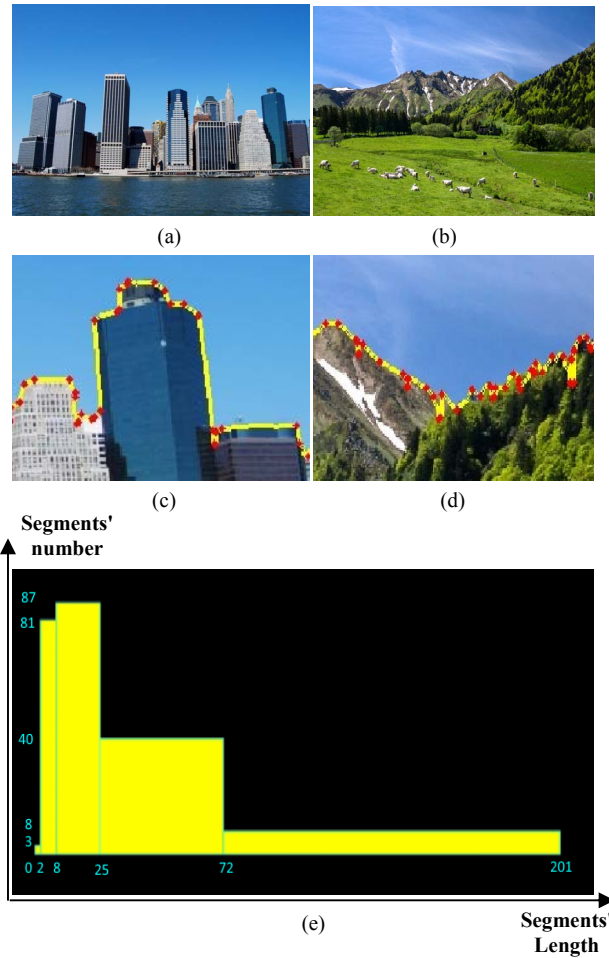 (a)
(b)
(c)
(d)
Segments'
number
87
81
40
8
3
0 2 8 25 72 201
(e)
Segments'
Length